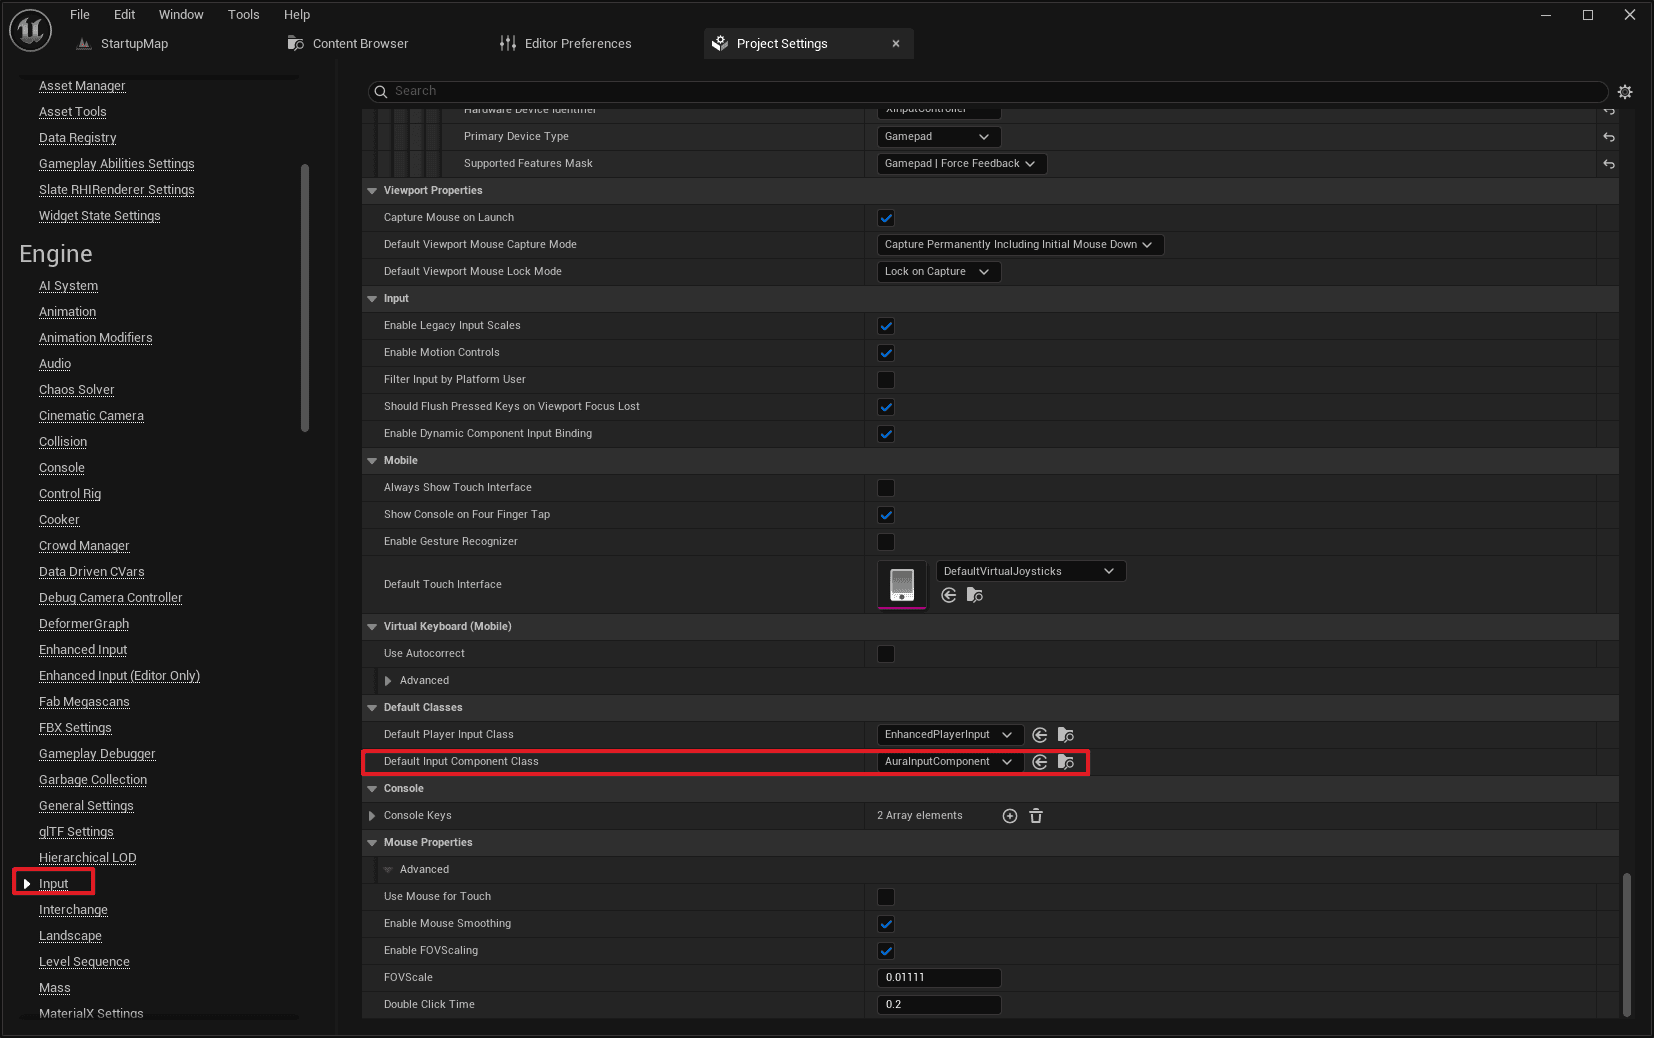 File Edit Window Tools Help
StartupMap Content Browser Editor Preferences Project Settings
Asset Manager
Asset Tools
Data Registry
Gameplay Abilities Settings
Slate RHIRenderer Settings
Widget State Settings
Engine
AI System
Animation
Animation Modifiers
Audio
Chaos Solver
Cinematic Camera
Collision
Console
Control Rig
Cooker
Crowd Manager
Data Driven CVars
Debug Camera Controller
DeformerGraph
Enhanced Input
Enhanced Input (Editor Only)
Fab Megascans
FBX Settings
Gameplay Debugger
Garbage Collection
General Settings
glTF Settings
Hierarchical LOD
Input
Interchange
Landscape
Level Sequence
Mass
MaterialX Settings
Search
Hardware Device Identifier XInputController
Primary Device Type Gamepad
Supported Features Mask Gamepad | Force Feedback
Viewport Properties
Capture Mouse on Launch
Default Viewport Mouse Capture Mode Capture Permanently Including Initial Mouse Down
Default Viewport Mouse Lock Mode Lock on Capture
Input
Enable Legacy Input Scales
Enable Motion Controls
Filter Input by Platform User
Should Flush Pressed Keys on Viewport Focus Lost
Enable Dynamic Component Input Binding
Mobile
Always Show Touch Interface
Show Console on Four Finger Tap
Enable Gesture Recognizer
Default Touch Interface DefaultVirtualJoysticks
Virtual Keyboard (Mobile)
Use Autocorrect
Advanced
Default Classes
Default Player Input Class EnhancedPlayerInput
Default Input Component Class AuraInputComponent
Console
Console Keys 2 Array elements
Mouse Properties
Advanced
Use Mouse for Touch
Enable Mouse Smoothing
Enable FOVScaling
FOVScale 0.01111
Double Click Time 0.2